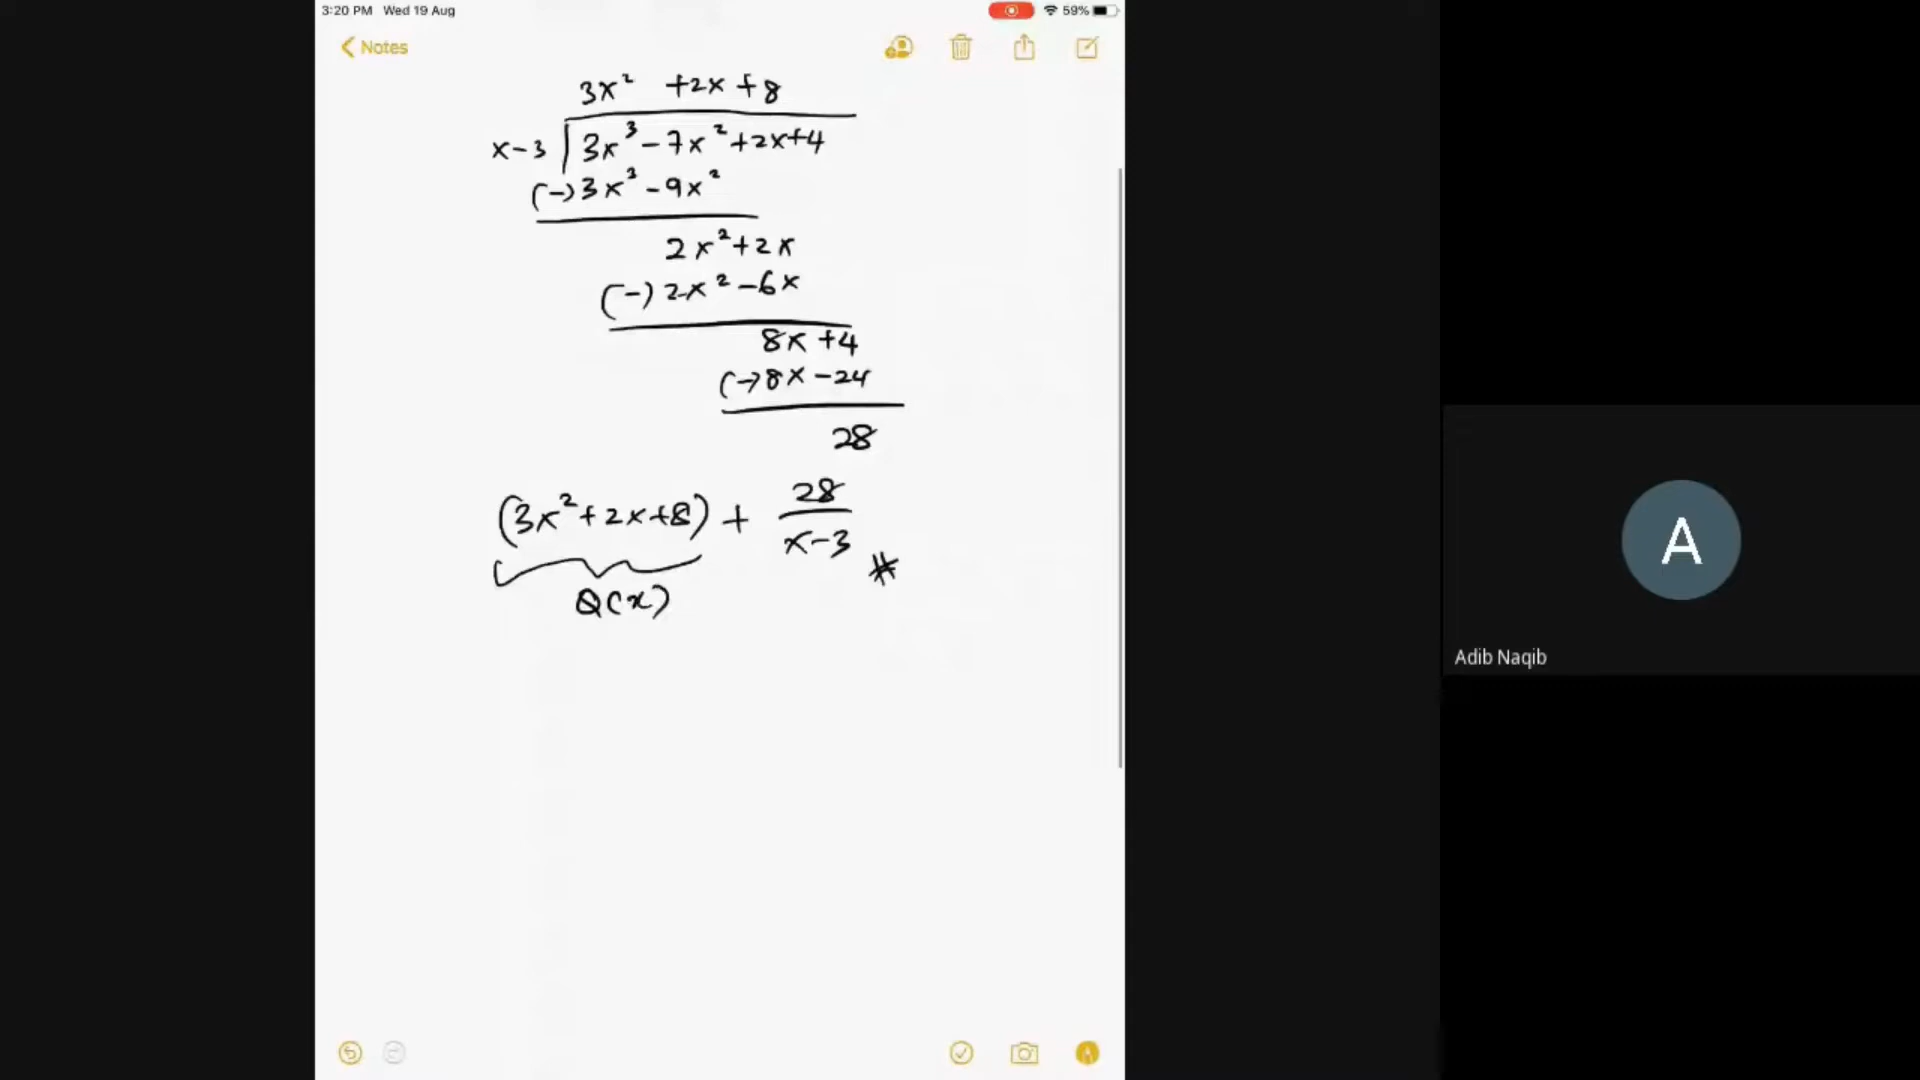 3:20 PM Wed 19 Aug
59%
Notes
3x² +2x +8
x-3 3x³ -7x² +2x+4
(-) 3x³ -9x²
2x² +2x
(-) 2x² -6x
8x +4
(-) 8x -24
28
(3x²+2x+8) + 28/x-3 #
Q(x)
A
Adib Naqib